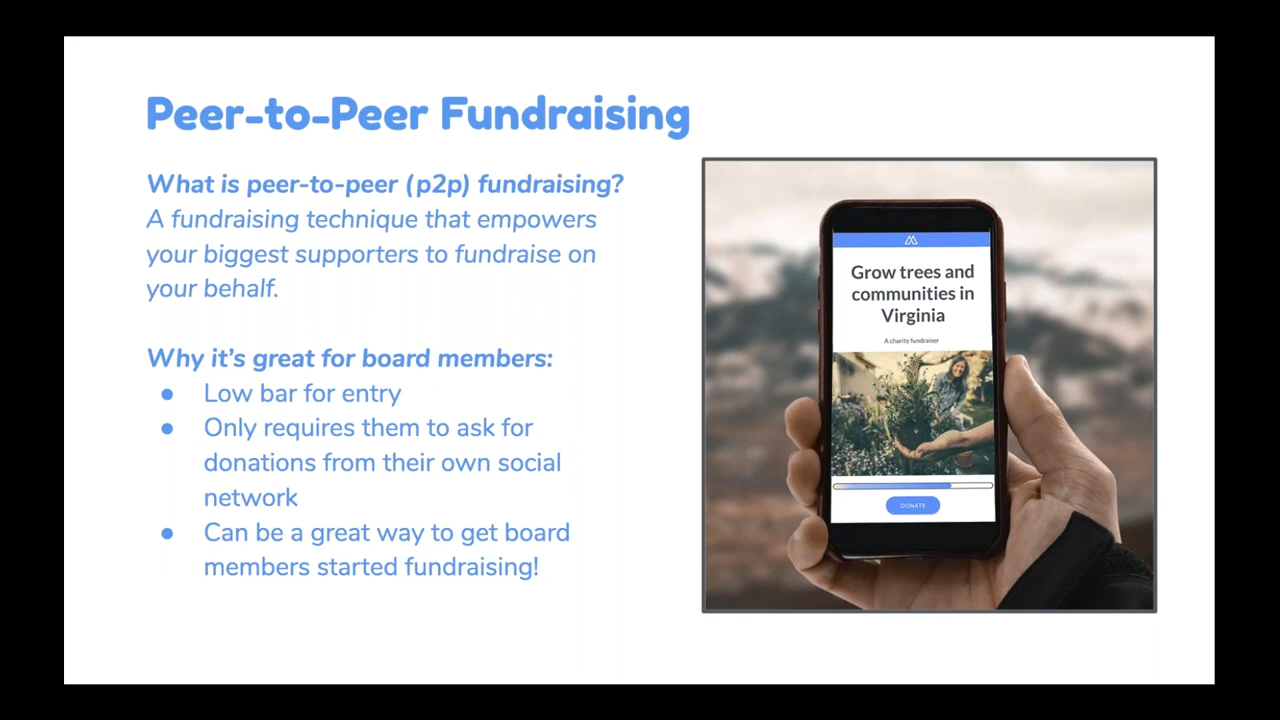 Peer-to-Peer Fundraising
What is peer-to-peer (p2p) fundraising?
A fundraising technique that empowers
your biggest supporters to fundraise on
your behalf.
Why it's great for board members:
● Low bar for entry
● Only requires them to ask for
donations from their own social
network
● Can be a great way to get board
members started fundraising!
Grow trees and
communities in
Virginia
A charity fundraiser
DONATE